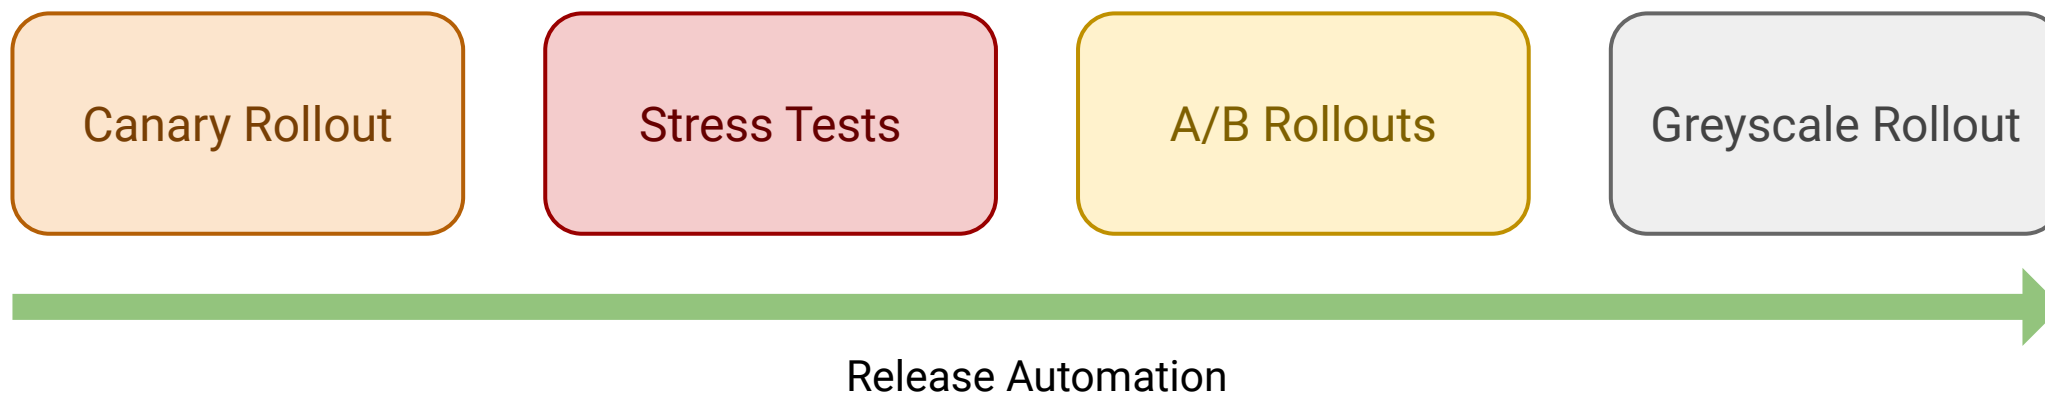 Canary Rollout
Stress Tests
A/B Rollouts
Greyscale Rollout
Release Automation